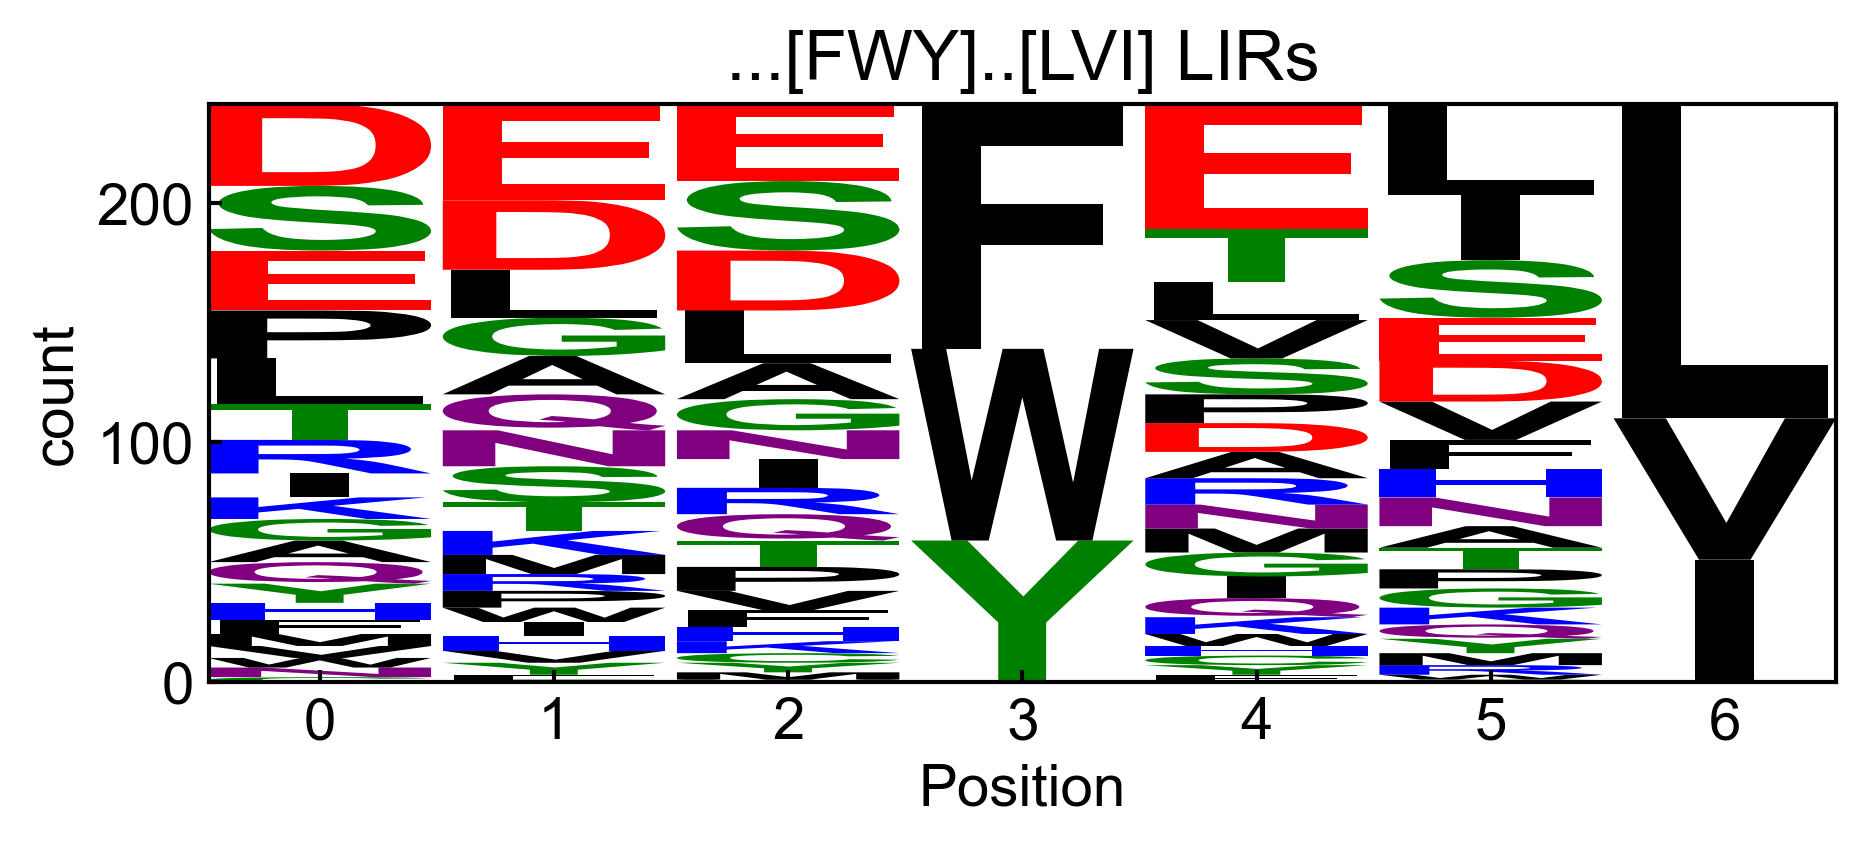 ...[FWY]..[LVI] LIRs
count
200
100
0
D E E F E L L
S D S W T I Y
E L D Y L S I
P G L V E
L A A S D
T Q G P V
R N N D F
I S I A H
K T R R N
G K Q N A
A M T M T
Q R P G P
Y P V I G
H W F Q K
F I H K Q
M H K W Y
V V G H M
W Y Y G R
N F M Y W
0 1 2 3 4 5 6
Position